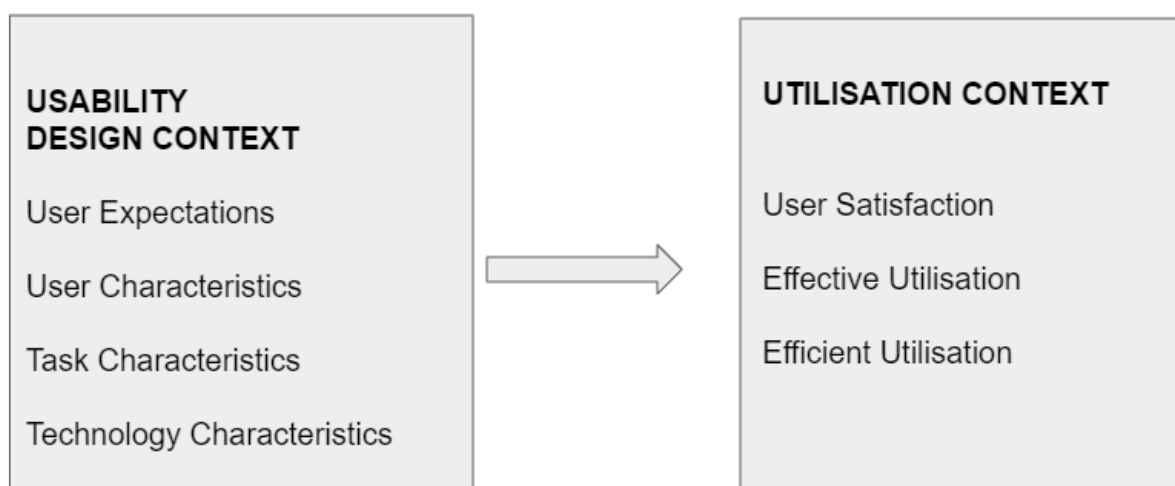 USABILITY
DESIGN CONTEXT
User Expectations
User Characteristics
Task Characteristics
Technology Characteristics
UTILISATION CONTEXT
User Satisfaction
Effective Utilisation
Efficient Utilisation